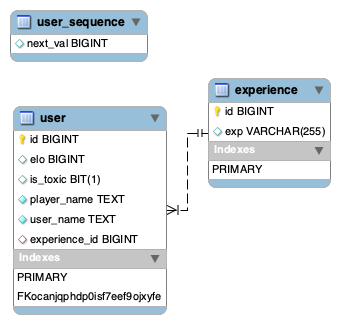 user_sequence
next_val BIGINT
experience
id BIGINT
exp VARCHAR(255)
Indexes
PRIMARY
user
id BIGINT
elo BIGINT
is_toxic BIT(1)
player_name TEXT
user_name TEXT
experience_id BIGINT
Indexes
PRIMARY
FKocanjqphdp0isf7eef9ojxyfe